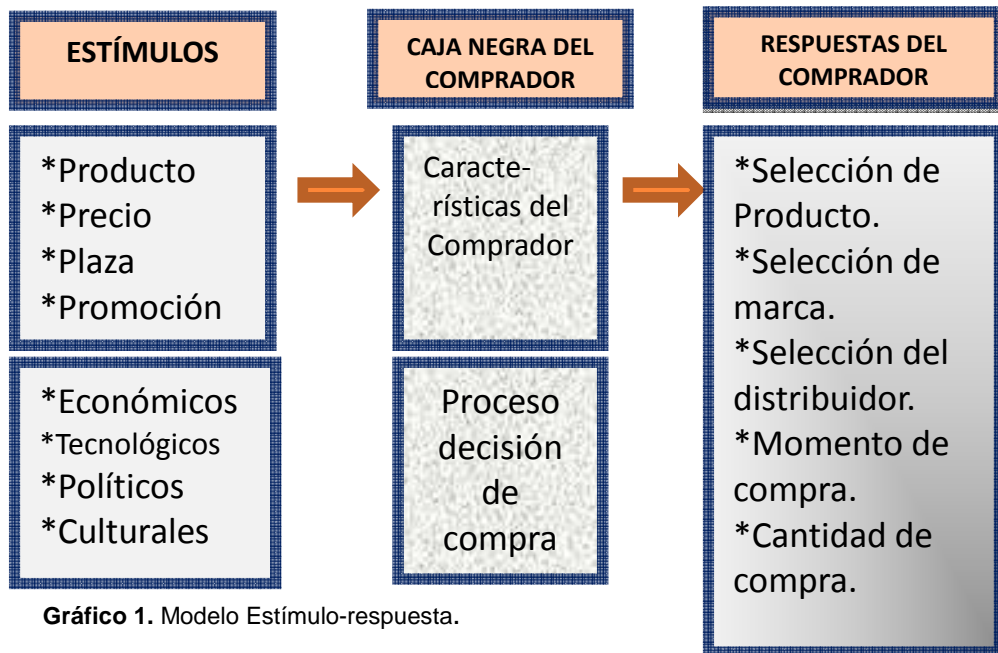 ESTÍMULOS
CAJA NEGRA DEL
COMPRADOR
RESPUESTAS DEL
COMPRADOR
*Producto
*Precio
*Plaza
*Promoción
*Económicos
*Tecnológicos
*Políticos
*Culturales
Caracte-
rísticas del
Comprador
Proceso
decisión
de
compra
*Selección de
Producto.
*Selección de
marca.
*Selección del
distribuidor.
*Momento de
compra.
*Cantidad de
compra.
Gráfico 1. Modelo Estímulo-respuesta.